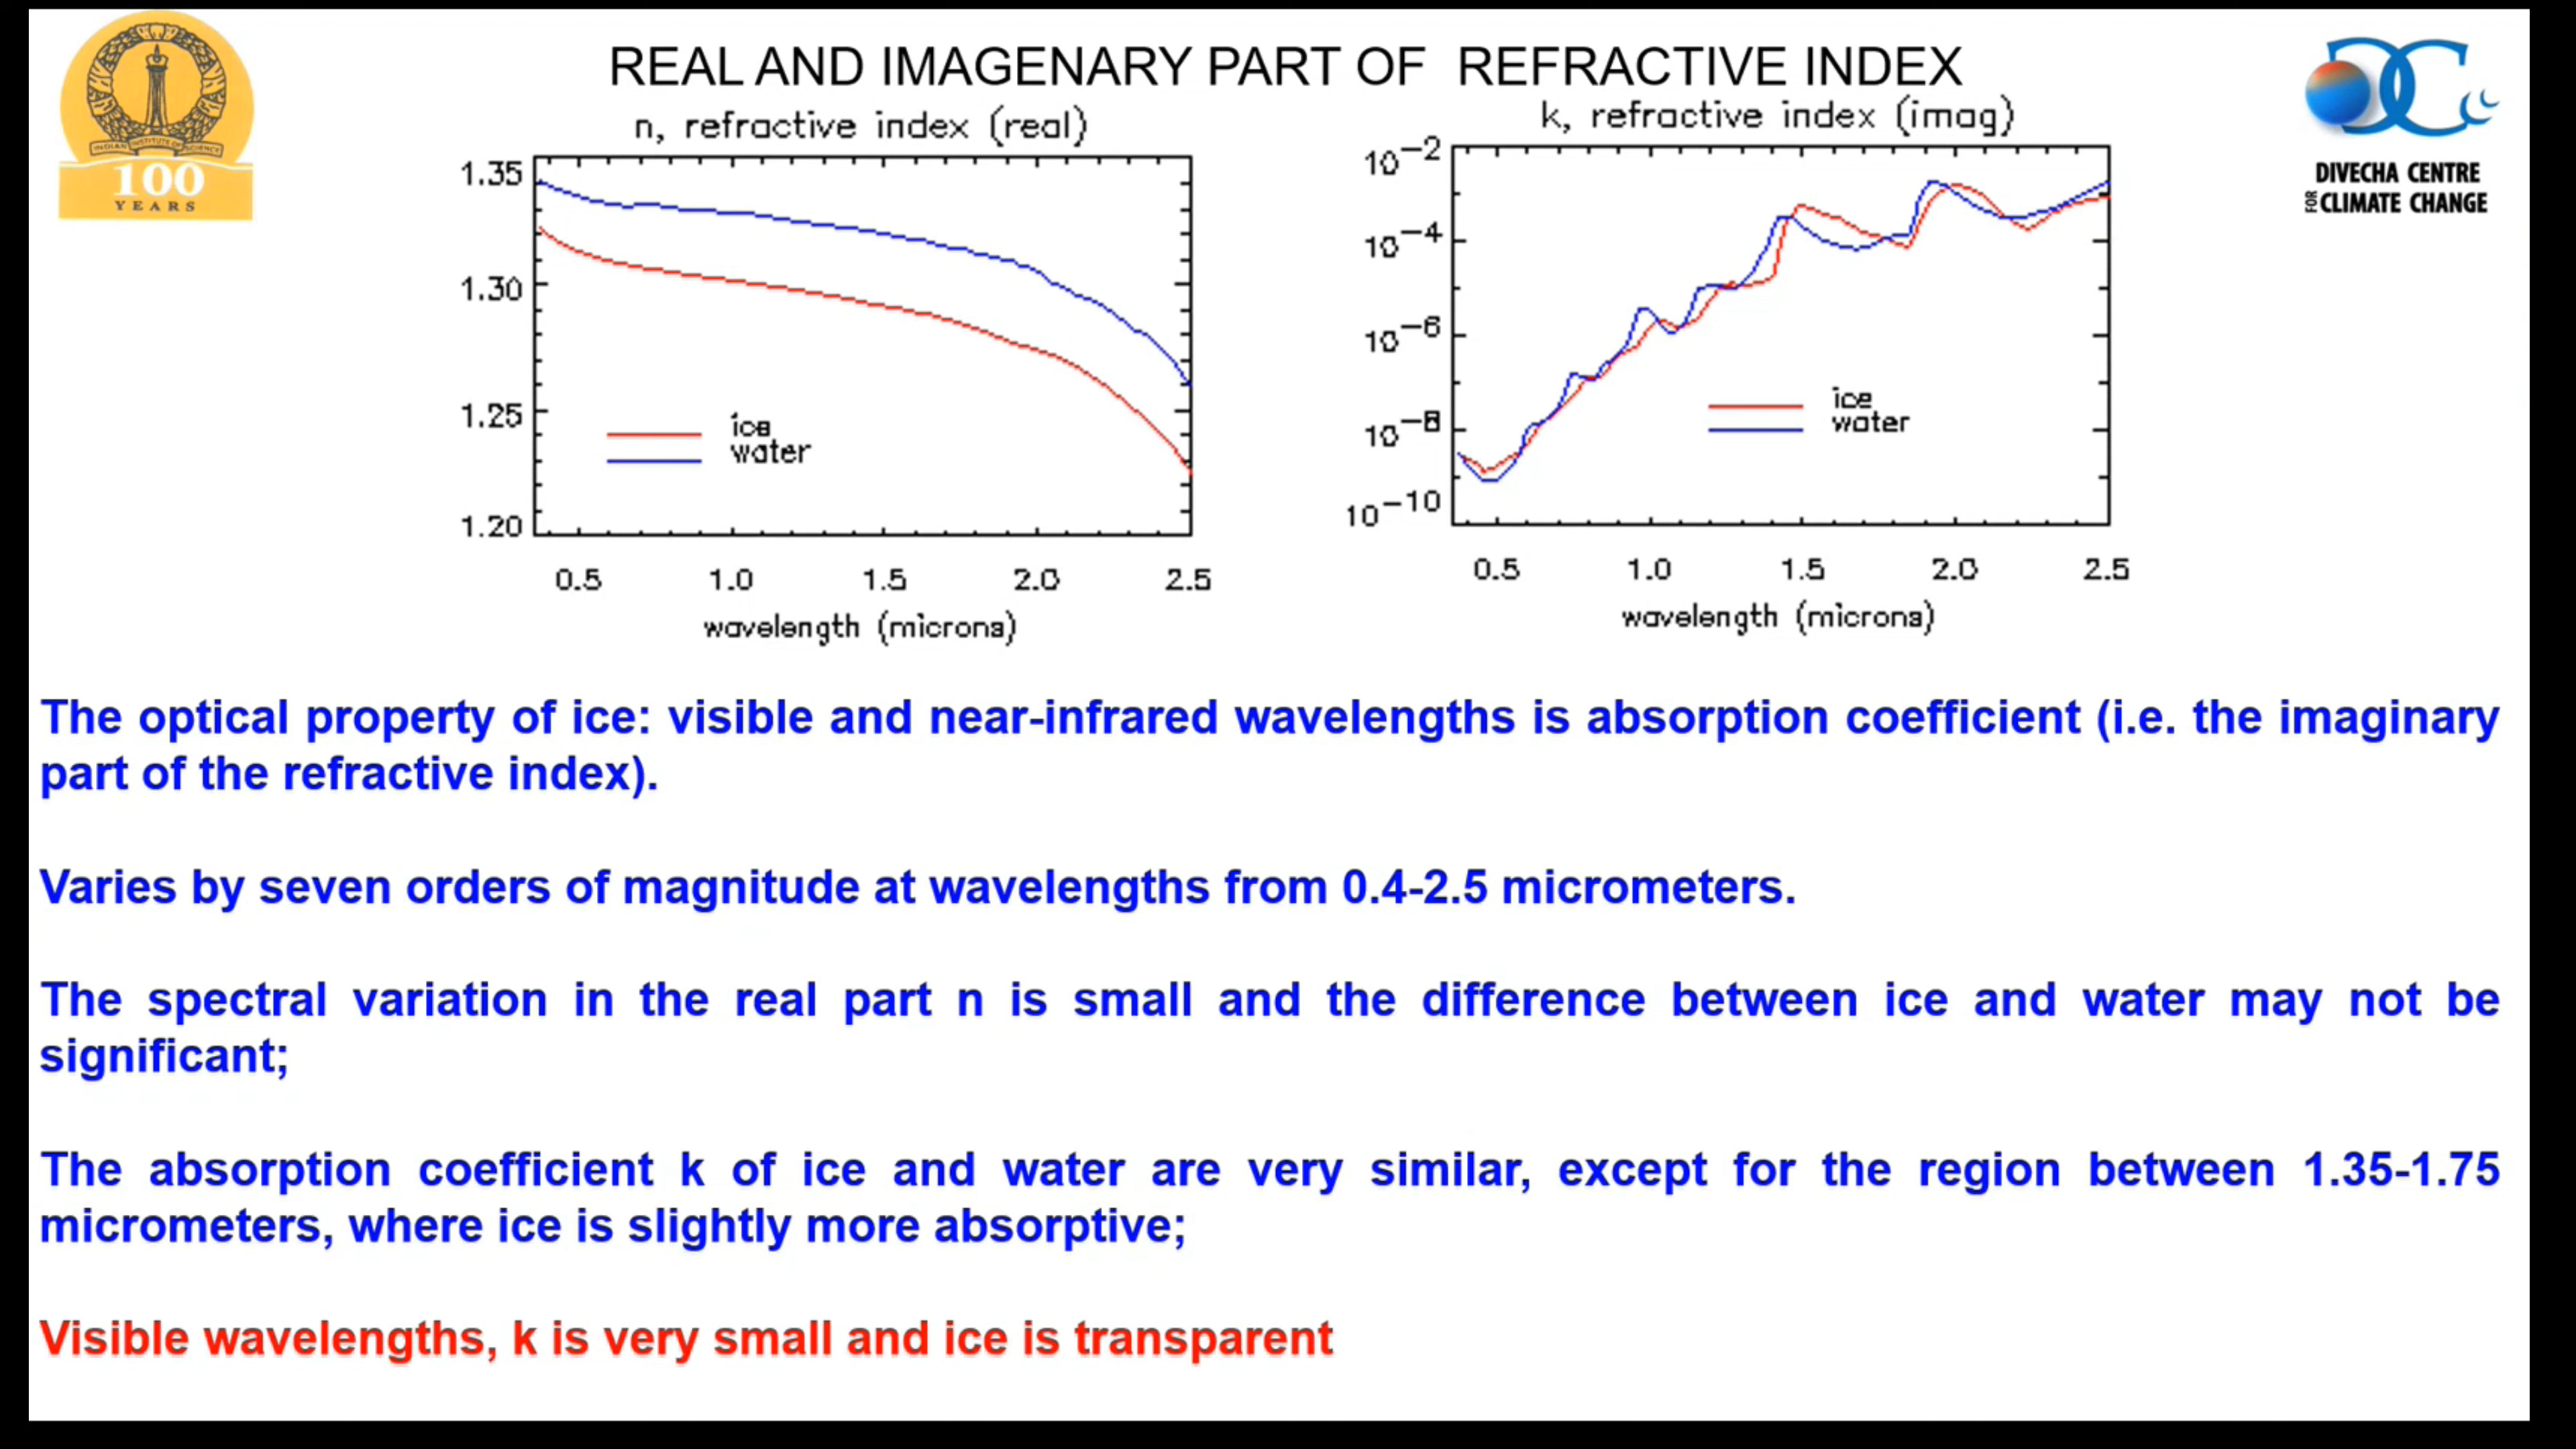 REAL AND IMAGENARY PART OF REFRACTIVE INDEX
INDIAN INSTITUTE OF SCIENCE
100
YEARS
DIVECHA CENTRE
FOR CLIMATE CHANGE
n, refractive index (real)
1.35
1.30
1.25
1.20
ice
water
0.5 1.0 1.5 2.0 2.5
wavelength (microns)
k, refractive index (imag)
10−2
10−4
10−6
10−8
10−10
ice
water
0.5 1.0 1.5 2.0 2.5
wavelength (microns)
The optical property of ice: visible and near-infrared wavelengths is absorption coefficient (i.e. the imaginary
part of the refractive index).
Varies by seven orders of magnitude at wavelengths from 0.4-2.5 micrometers.
The spectral variation in the real part n is small and the difference between ice and water may not be
significant;
The absorption coefficient k of ice and water are very similar, except for the region between 1.35-1.75
micrometers, where ice is slightly more absorptive;
Visible wavelengths, k is very small and ice is transparent